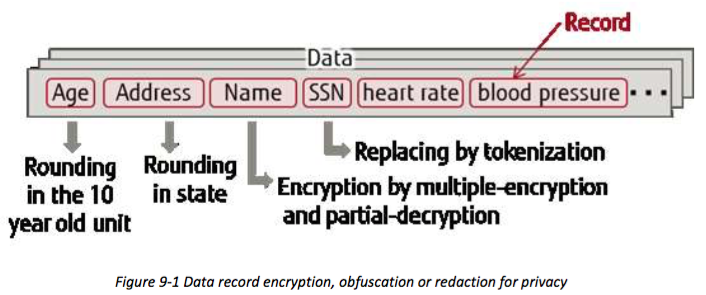 Record
Data
Age Address Name SSN heart rate blood pressure ...
Rounding
in the 10
year old unit
Rounding
in state
Replacing by tokenization
Encryption by multiple-encryption
and partial-decryption
Figure 9-1 Data record encryption, obfuscation or redaction for privacy